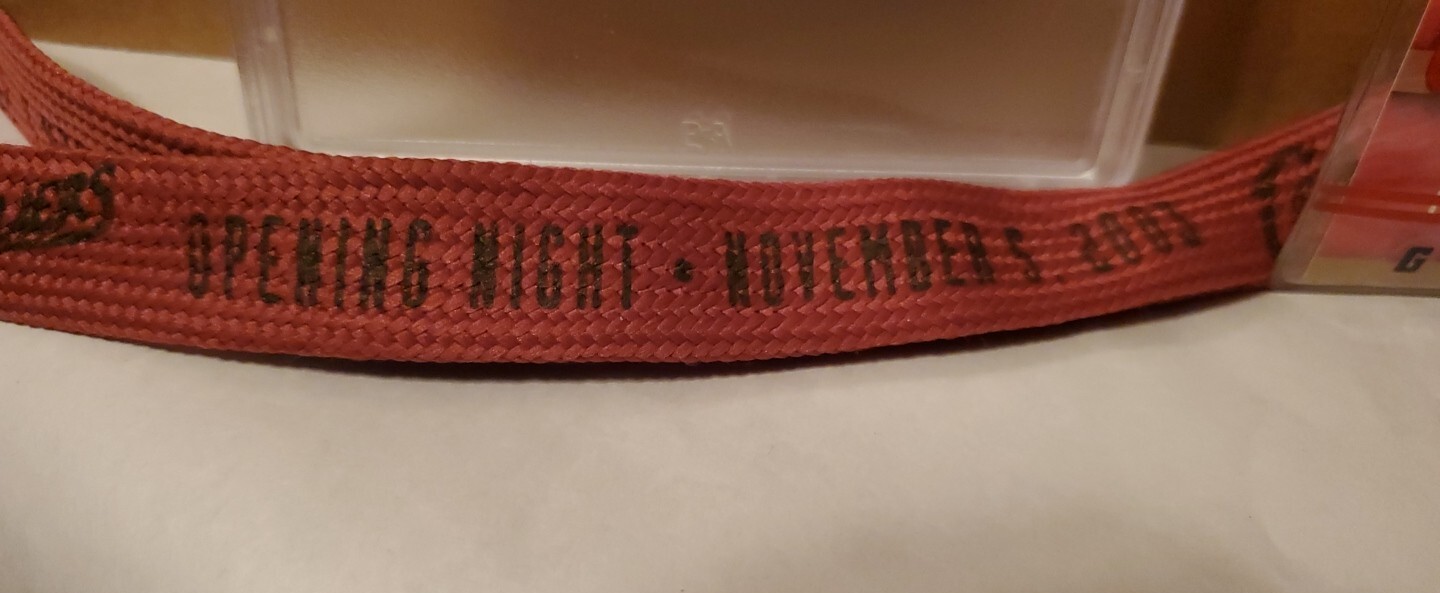 OPENING NIGHT • NOVEMBER 5, 2003
G